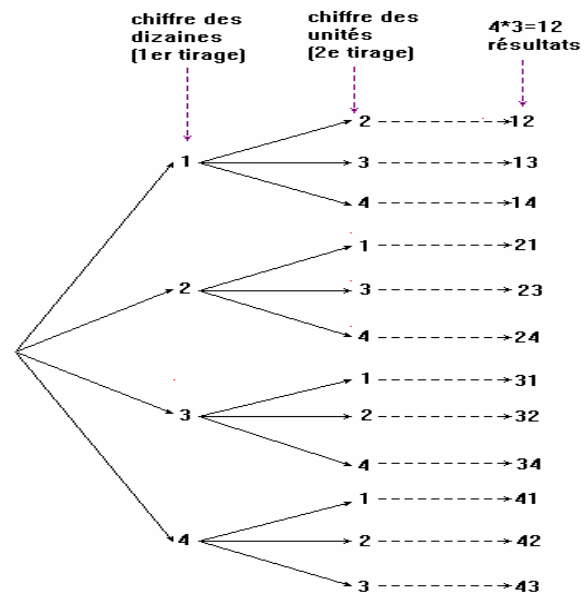 chiffre des
dizaines
(1er tirage)
chiffre des
unités
(2e tirage)
4*3=12
résultats
1
2 12
3 13
4 14
2
1 21
3 23
4 24
3
1 31
2 32
4 34
4
1 41
2 42
3 43